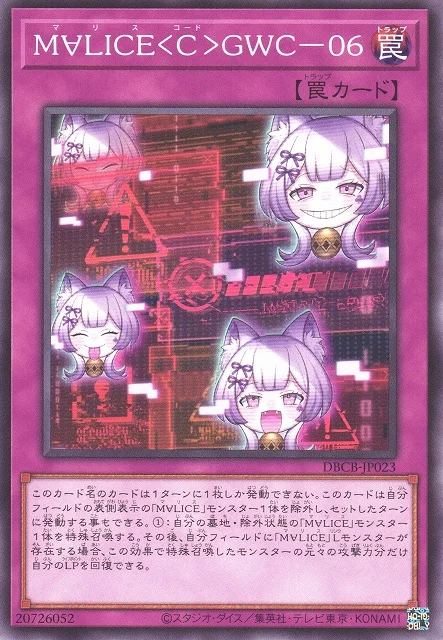 マリスコード
M∀LICE<C>GWC－06
トラップ
罠
【罠カード】
トラップ
DBCB-JP023
このカード名のカードは１ターンに１枚しか発動できない。このカードは自分
フィールドの表側表示の「M∀LICE」モンスター１体を除外し、セットしたターン
に発動する事もできる。①：自分の墓地・除外状態の「M∀LICE」モンスター
１体を特殊召喚する。その後、自分フィールドに「M∀LICE」Ｌモンスターが
存在する場合、この効果で特殊召喚したモンスターの元々の攻撃力分だけ
自分のLPを回復できる。
20726052
©スタジオ・ダイス／集英社・テレビ東京・KONAMI